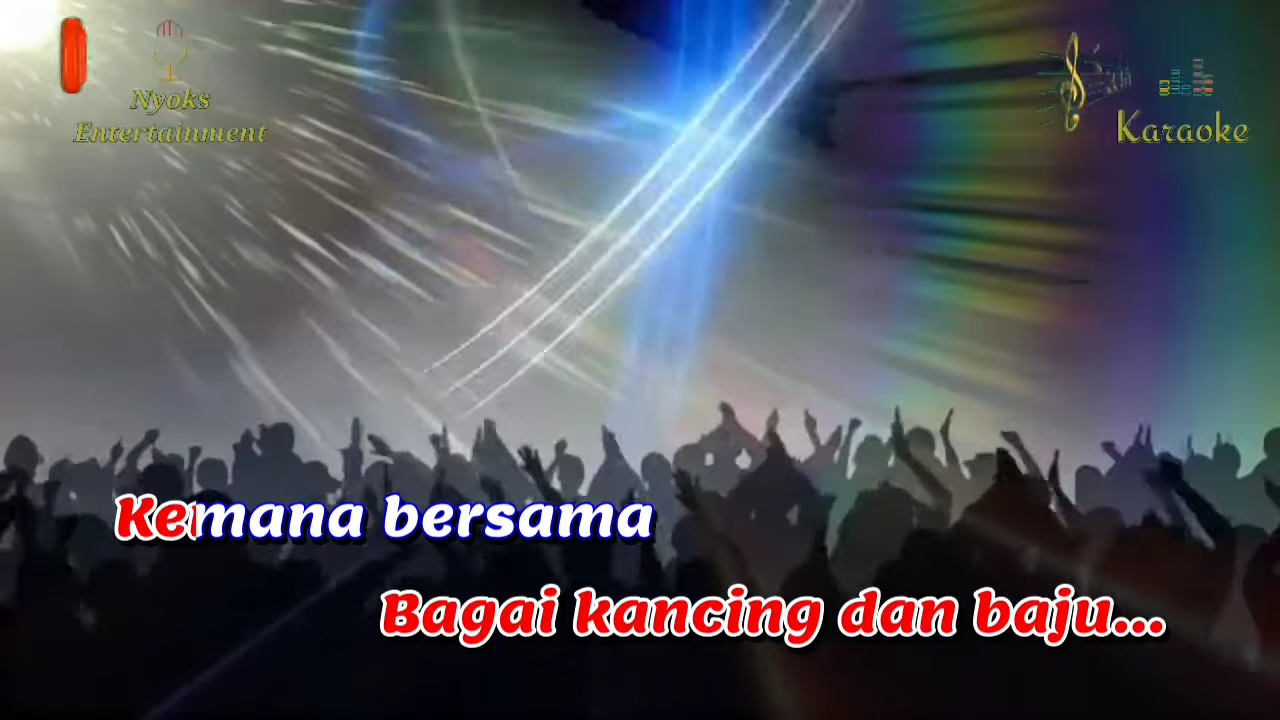 Nyoks
Entertainment
Karaoke
Kemana bersama
Bagai kancing dan baju...